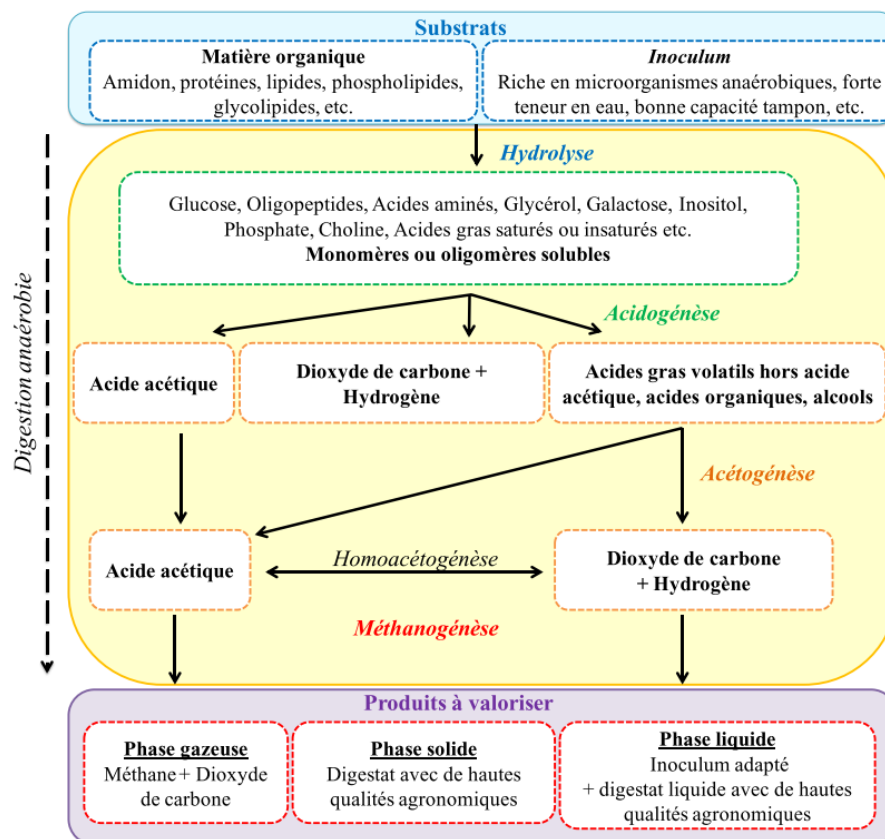 Substrats
Matière organique
Amidon, protéines, lipides, phospholipides,
glycolipides, etc.
Inoculum
Riche en microorganismes anaérobiques, forte
teneur en eau, bonne capacité tampon, etc.
Digestion anaérobie
Hydrolyse
Glucose, Oligopeptides, Acides aminés, Glycérol, Galactose, Inositol,
Phosphate, Choline, Acides gras saturés ou insaturés etc.
Monomères ou oligomères solubles
Acidogénèse
Acide acétique
Dioxyde de carbone +
Hydrogène
Acides gras volatils hors acide
acétique, acides organiques, alcools
Acétogénèse
Acide acétique
Homoacétogénèse
Dioxyde de carbone
+ Hydrogène
Méthanogénèse
Produits à valoriser
Phase gazeuse
Méthane + Dioxyde
de carbone
Phase solide
Digestat avec de hautes
qualités agronomiques
Phase liquide
Inoculum adapté
+ digestat liquide avec de hautes
qualités agronomiques